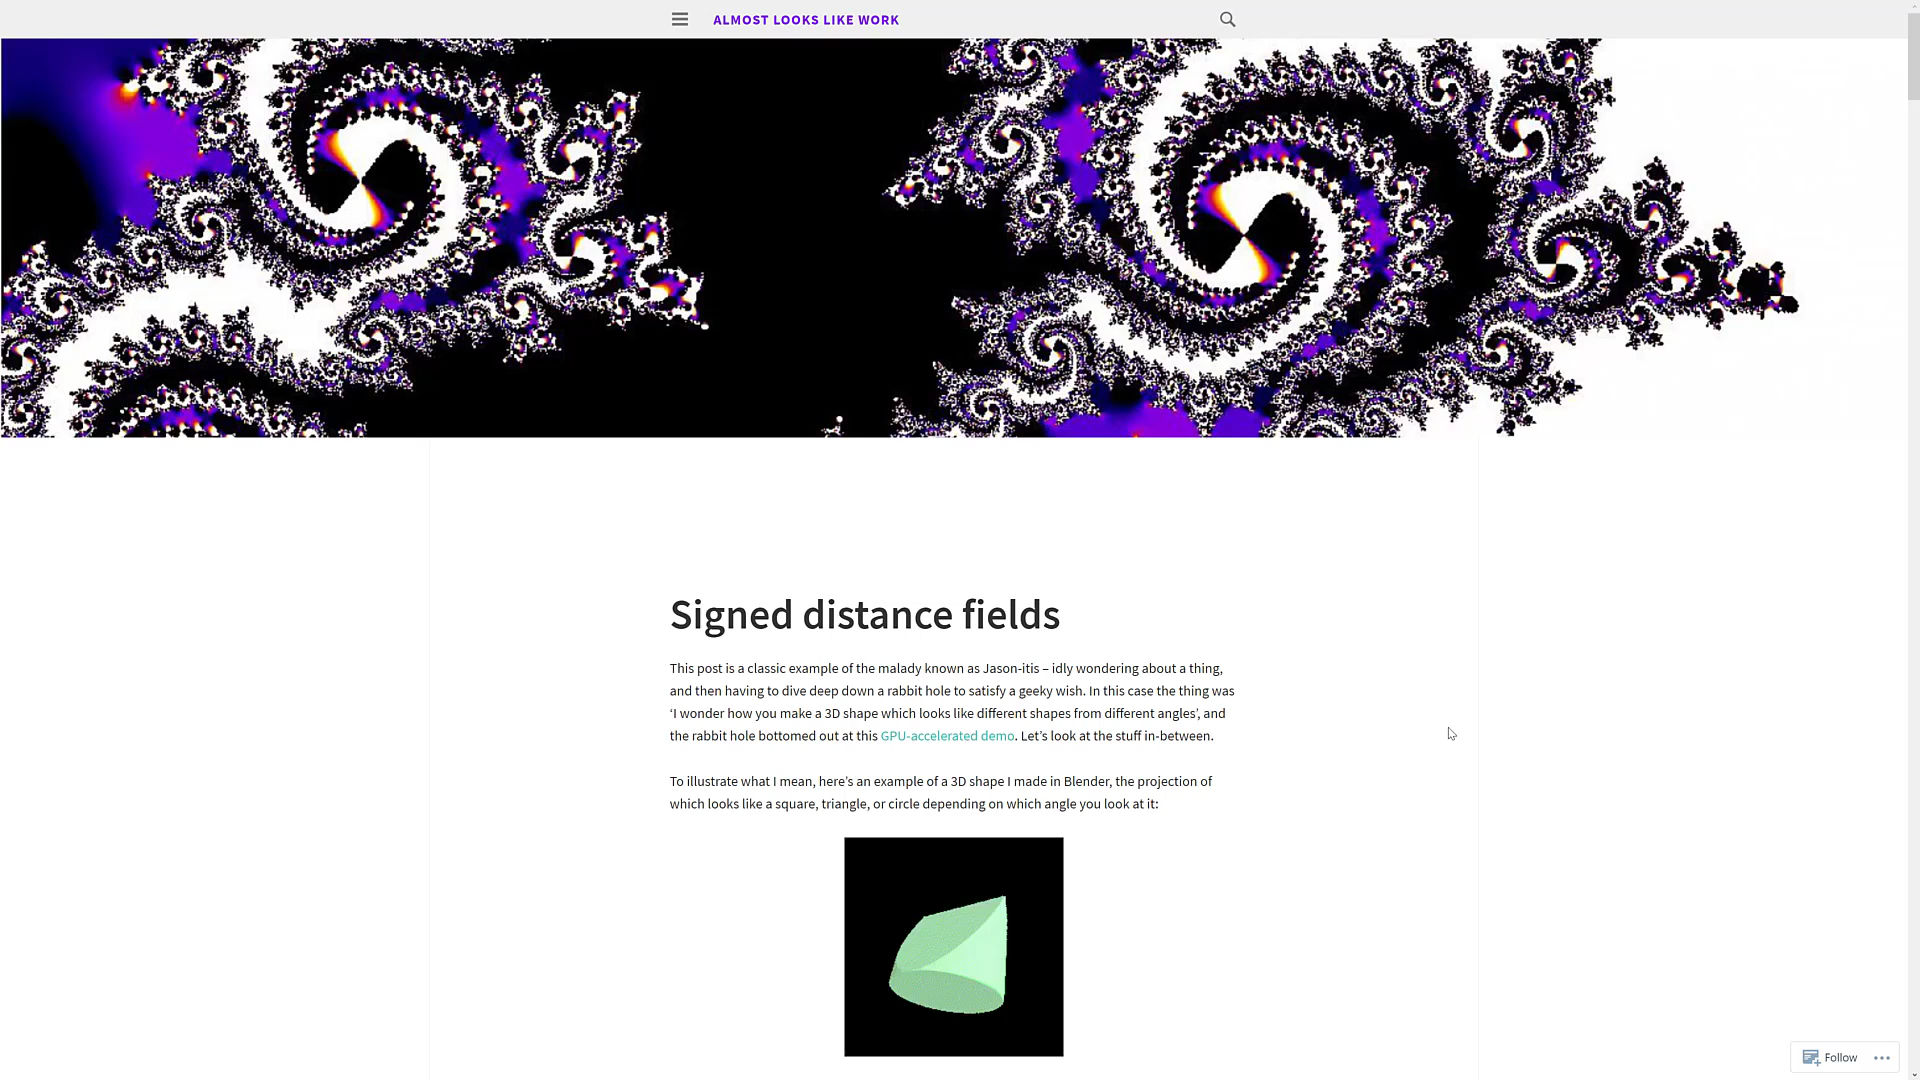 ALMOST LOOKS LIKE WORK
Signed distance fields
This post is a classic example of the malady known as Jason-itis – idly wondering about a thing,
and then having to dive deep down a rabbit hole to satisfy a geeky wish. In this case the thing was
‘I wonder how you make a 3D shape which looks like different shapes from different angles’, and
the rabbit hole bottomed out at this GPU-accelerated demo. Let’s look at the stuff in-between.
To illustrate what I mean, here’s an example of a 3D shape I made in Blender, the projection of
which looks like a square, triangle, or circle depending on which angle you look at it:
Follow